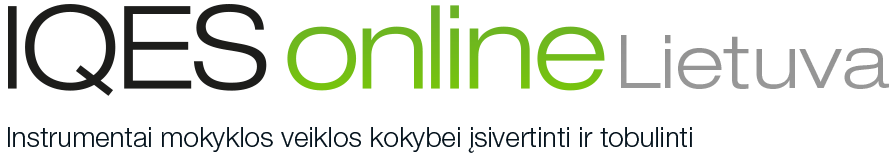 IQES online Lietuva
Instrumentai mokyklos veiklos kokybei įsivertinti ir tobulinti